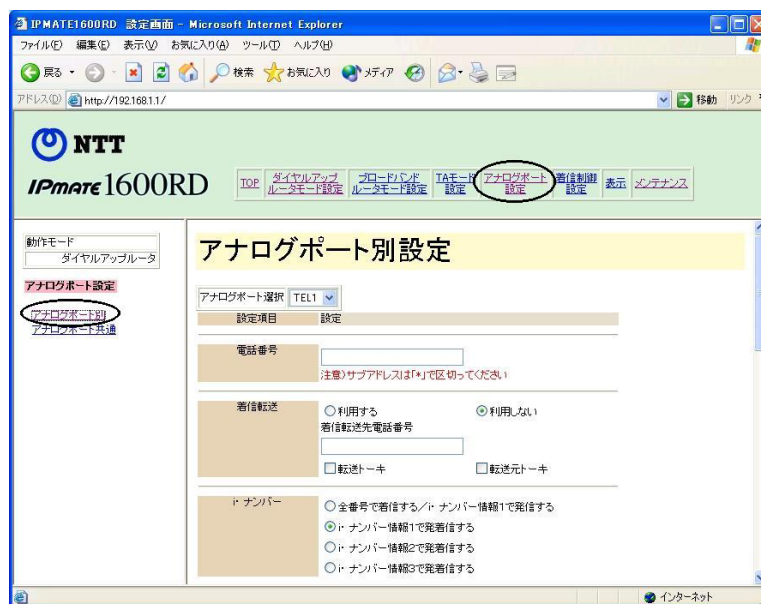 IPMATE1600RD 設定画面 - Microsoft Internet Explorer
ファイル(F) 編集(E) 表示(V) お気に入り(A) ツール(T) ヘルプ(H)
戻る 検索 お気に入り メディア
アドレス(D) http://192.168.1.1/ 移動 リンク
NTT
IPMATE1600RD
TOP ダイヤルアップルータモード設定 ブロードバンドルータモード設定 TAモード設定 アナログポート設定 着信制御設定 表示 メンテナンス
動作モード
ダイヤルアップルータ
アナログポート設定
アナログポート別
アナログポート共通
アナログポート別設定
アナログポート選択 TEL1
設定項目 設定
電話番号
注意)サブアドレスは「*」で区切ってください
着信転送 利用する 利用しない
着信転送先電話番号
転送トーキ 転送元トーキ
i・ナンバー 全番号で着信する/i・ナンバー情報1で発信する
i・ナンバー情報1で発着信する
i・ナンバー情報2で発着信する
i・ナンバー情報3で発着信する
インターネット